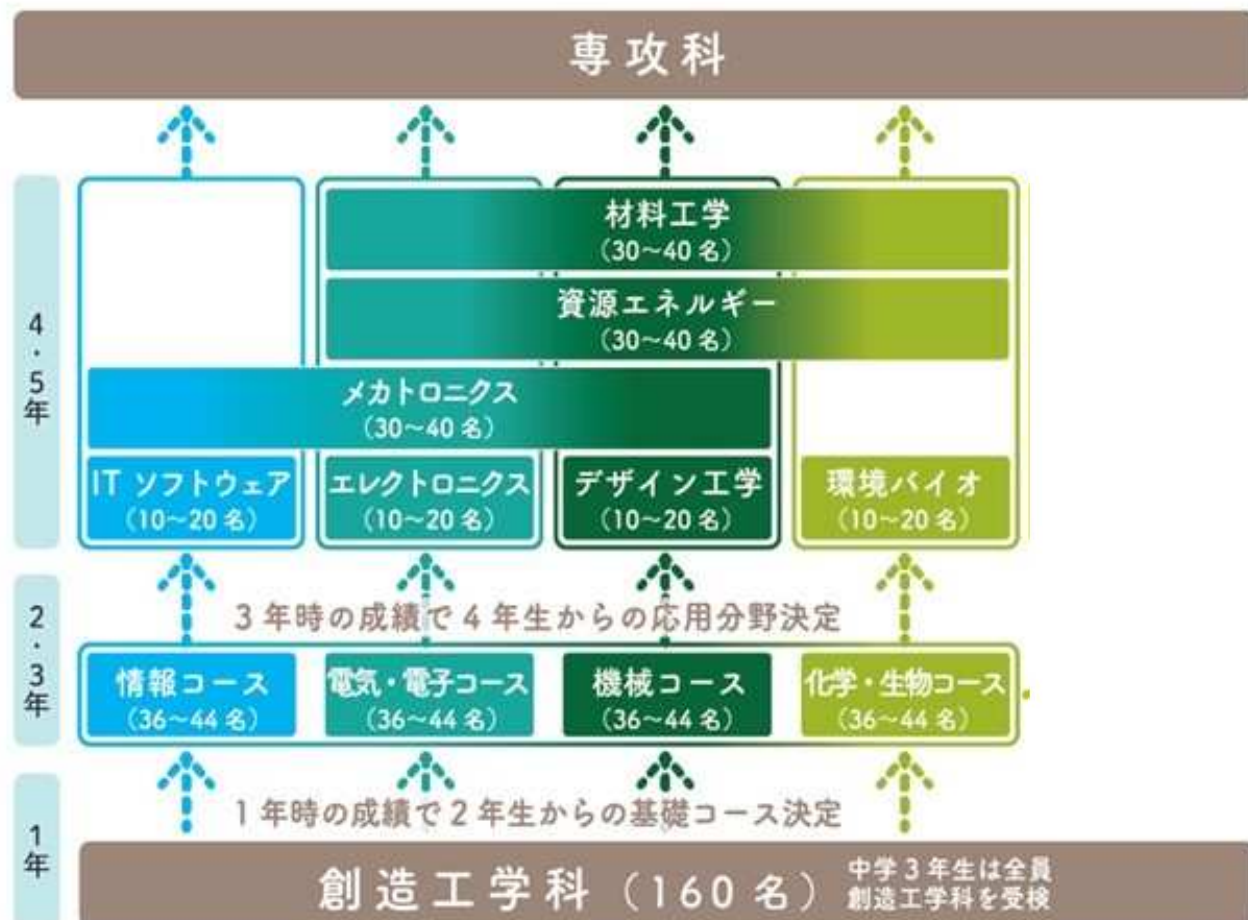 専攻科
4・5年
材料工学
（30〜40名）
資源エネルギー
（30〜40名）
メカトロニクス
（30〜40名）
IT ソフトウェア
（10〜20名）
エレクトロニクス
（10〜20名）
デザイン工学
（10〜20名）
環境バイオ
（10〜20名）
2・3年
3年時の成績で4年生からの応用分野決定
情報コース
（36〜44名）
電気・電子コース
（36〜44名）
機械コース
（36〜44名）
化学・生物コース
（36〜44名）
1年
1年時の成績で2年生からの基礎コース決定
創造工学科（160名）
中学3年生は全員
創造工学科を受検